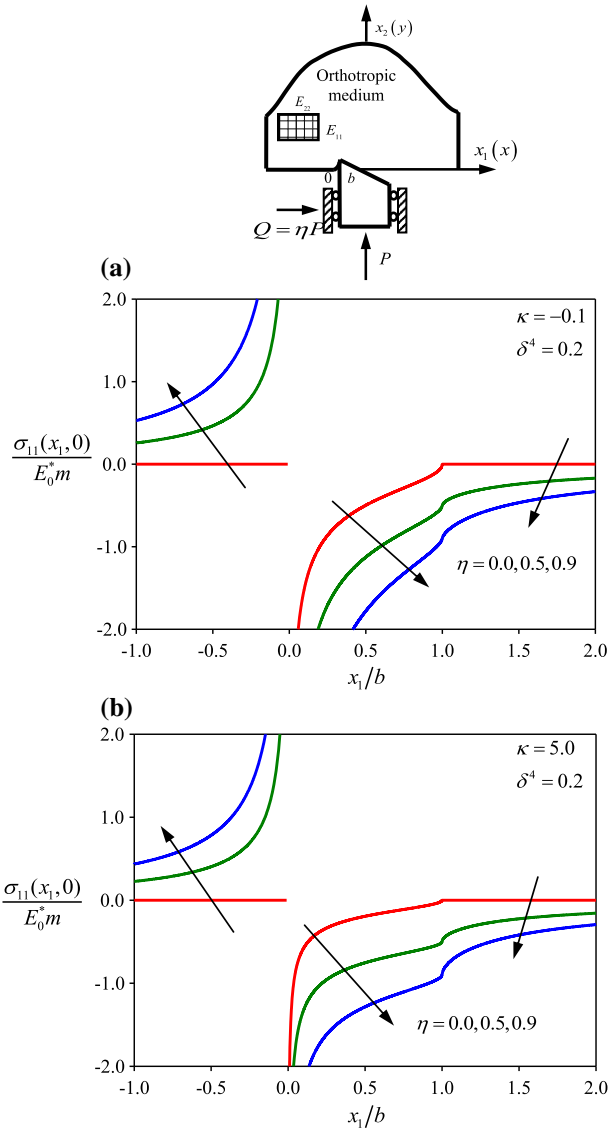 x₂(y)
Orthotropic
medium
E₂₂
E₁₁
x₁(x)
0 b
Q = ηP
P
(a)
2.0
κ = −0.1
δ⁴ = 0.2
1.0
σ₁₁(x₁,0)
E₀*m
0.0
-1.0
η = 0.0,0.5,0.9
-2.0
-1.0 -0.5 0.0 0.5 1.0 1.5 2.0
x₁/b
(b)
2.0
κ = 5.0
δ⁴ = 0.2
1.0
σ₁₁(x₁,0)
E₀*m
0.0
-1.0
η = 0.0,0.5,0.9
-2.0
-1.0 -0.5 0.0 0.5 1.0 1.5 2.0
x₁/b